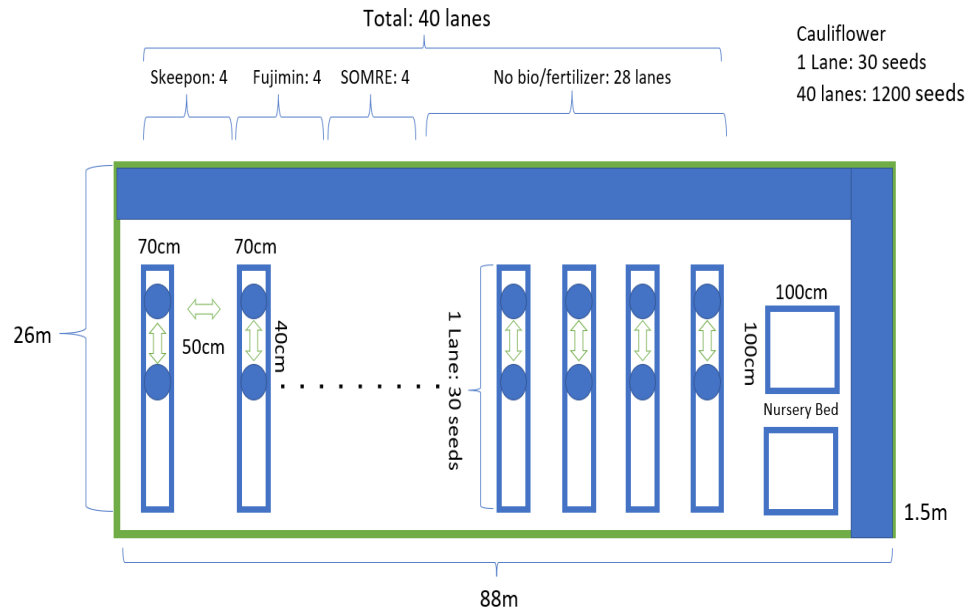 Total: 40 lanes
Cauliflower
1 Lane: 30 seeds
40 lanes: 1200 seeds
Skeepon: 4
Fujimin: 4
SOMRE: 4
No bio/fertilizer: 28 lanes
70cm
70cm
50cm
40cm
1 Lane: 30 seeds
100cm
100cm
Nursery Bed
26m
1.5m
88m